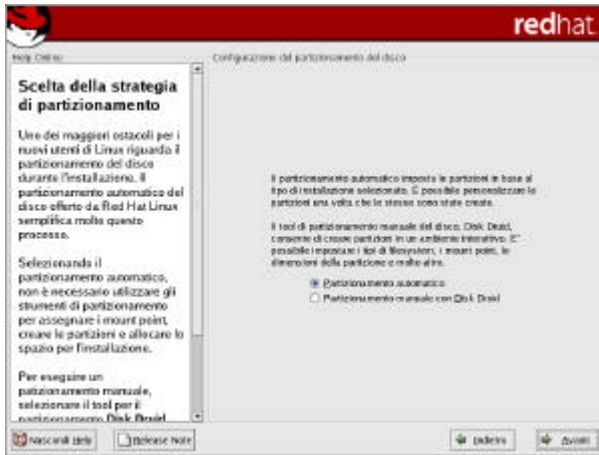 redhat.
Help Online
Configurazione del partizionamento del disco
Scelta della strategia
di partizionamento
Uno dei maggiori ostacoli per i
nuovi utenti di Linux riguarda il
partizionamento del disco
durante l'installazione. Il
partizionamento automatico del
disco offerto da Red Hat Linux
semplifica molto questo
processo.
Selezionando il
partizionamento automatico,
non è necessario utilizzare gli
strumenti di partizionamento
per assegnare i mount point,
creare le partizioni e allocare lo
spazio per l'installazione.
Per eseguire un
patizionamento manuale,
selezionare il tool per il
partizionamento Disk Druid
Il partizionamento automatico imposta le partizioni in base al
tipo di installazione selezionato. È possibile personalizzare le
partizioni una volta che le stesse sono state create.
Il tool di partizionamento manuale del disco, Disk Druid,
consente di creare partizioni in un ambiente interattivo. E'
possibile impostare i tipi di filesystem, i mount point, le
dimensioni della partizione e molto altro.
Partizionamento automatico
Partizionamento manuale con Disk Druid
Nascondi Help
Release Note
Indietro
Avanti